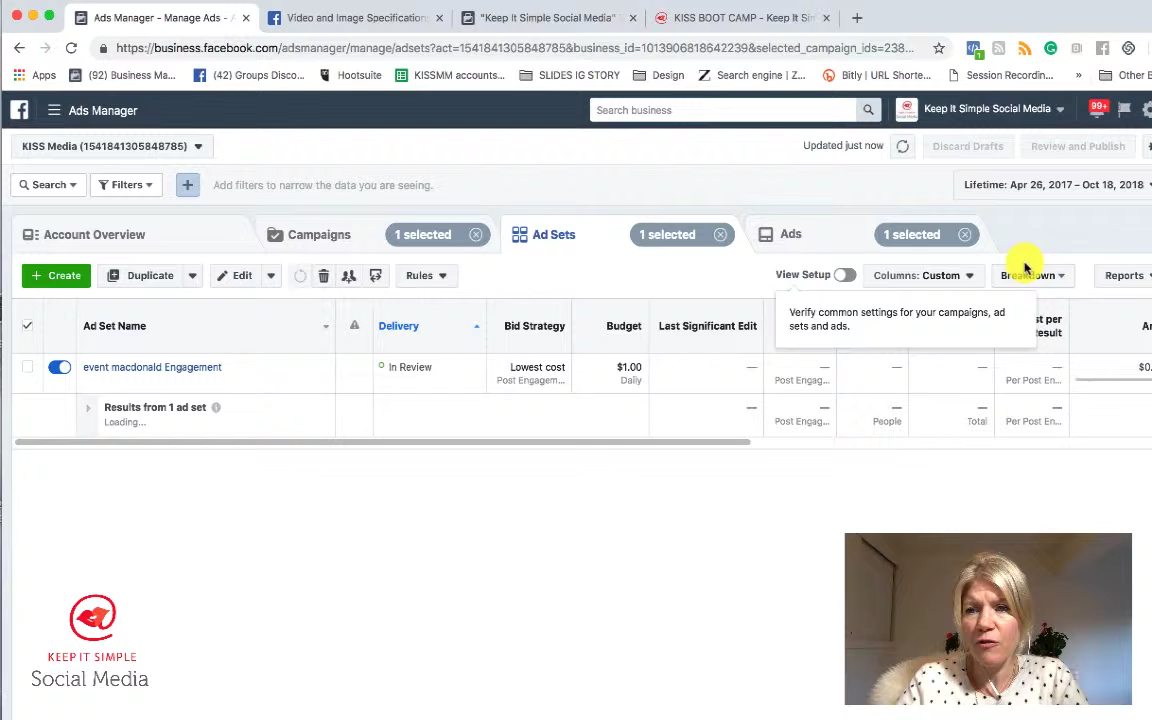 Ads Manager - Manage Ads - A
Video and Image Specification
"Keep It Simple Social Media"
KISS BOOT CAMP - Keep It Sim
https://business.facebook.com/adsmanager/manage/adsets?act=1541841305848785&business_id=1013906818642239&selected_campaign_ids=238...
Apps
(92) Business Ma...
(42) Groups Disco...
Hootsuite
KISSMM accounts...
SLIDES IG STORY
Design
Search engine | Z...
Bitly | URL Shorte...
Session Recordin...
»
Other B
Ads Manager
Search business
Keep It Simple Social Media
99+
KISS Media (1541841305848785)
Updated just now
Discard Drafts
Review and Publish
Search
Filters
Add filters to narrow the data you are seeing.
Lifetime: Apr 26, 2017 – Oct 18, 2018
Account Overview
Campaigns
1 selected
Ad Sets
1 selected
Ads
1 selected
+ Create
Duplicate
Edit
Rules
View Setup
Columns: Custom
Breakdown
Reports
Verify common settings for your campaigns, ad
sets and ads.
Ad Set Name
Delivery
Bid Strategy
Budget
Last Significant Edit
st per
Result
event macdonald Engagement
In Review
Lowest cost
Post Engagem...
$1.00
Daily
—
—
Post Engag...
—
—
—
Per Post En...
$0.
Results from 1 ad set
Loading...
—
—
Post Engag...
—
People
—
Total
—
Per Post En...
KEEP IT SIMPLE
Social Media